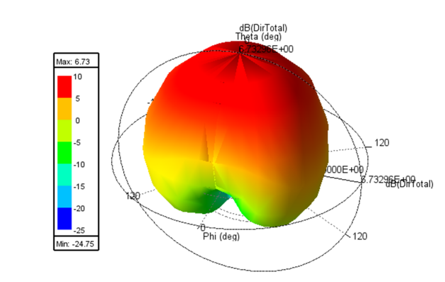 dB(DirTotal)
Theta (deg)
6.73296E+00
Max: 6.73
10
5
0
-5
-10
-15
-20
-25
Min: -24.75
120
000E+00
6.73296E+00
dB(DirTotal)
120
-120
Phi (deg)